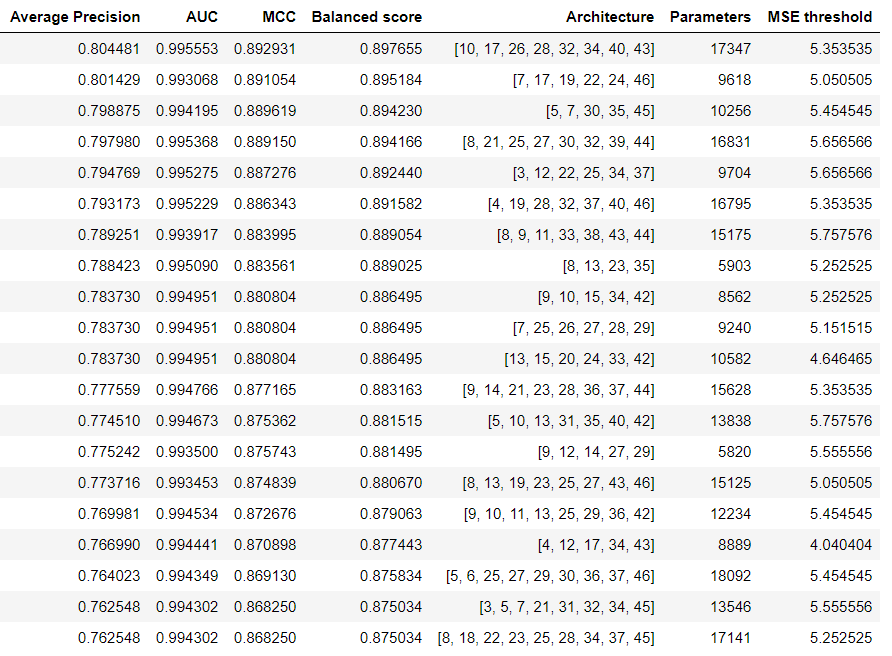 Average Precision AUC MCC Balanced score Architecture Parameters MSE threshold
0.804481 0.995553 0.892931 0.897655 [10, 17, 26, 28, 32, 34, 40, 43] 17347 5.353535
0.801429 0.993068 0.891054 0.895184 [7, 17, 19, 22, 24, 46] 9618 5.050505
0.798875 0.994195 0.889619 0.894230 [5, 7, 30, 35, 45] 10256 5.454545
0.797980 0.995368 0.889150 0.894166 [8, 21, 25, 27, 30, 32, 39, 44] 16831 5.656566
0.794769 0.995275 0.887276 0.892440 [3, 12, 22, 25, 34, 37] 9704 5.656566
0.793173 0.995229 0.886343 0.891582 [4, 19, 28, 32, 37, 40, 46] 16795 5.353535
0.789251 0.993917 0.883995 0.889054 [8, 9, 11, 33, 38, 43, 44] 15175 5.757576
0.788423 0.995090 0.883561 0.889025 [8, 13, 23, 35] 5903 5.252525
0.783730 0.994951 0.880804 0.886495 [9, 10, 15, 34, 42] 8562 5.252525
0.783730 0.994951 0.880804 0.886495 [7, 25, 26, 27, 28, 29] 9240 5.151515
0.783730 0.994951 0.880804 0.886495 [13, 15, 20, 24, 33, 42] 10582 4.646465
0.777559 0.994766 0.877165 0.883163 [9, 14, 21, 23, 28, 36, 37, 44] 15628 5.353535
0.774510 0.994673 0.875362 0.881515 [5, 10, 13, 31, 35, 40, 42] 13838 5.757576
0.775242 0.993500 0.875743 0.881495 [9, 12, 14, 27, 29] 5820 5.555556
0.773716 0.993453 0.874839 0.880670 [8, 13, 19, 23, 25, 27, 43, 46] 15125 5.050505
0.769981 0.994534 0.872676 0.879063 [9, 10, 11, 13, 25, 29, 36, 42] 12234 5.454545
0.766990 0.994441 0.870898 0.877443 [4, 12, 17, 34, 43] 8889 4.040404
0.764023 0.994349 0.869130 0.875834 [5, 6, 25, 27, 29, 30, 36, 37, 46] 18092 5.454545
0.762548 0.994302 0.868250 0.875034 [3, 5, 7, 21, 31, 32, 34, 45] 13546 5.555556
0.762548 0.994302 0.868250 0.875034 [8, 18, 22, 23, 25, 28, 34, 37, 45] 17141 5.252525